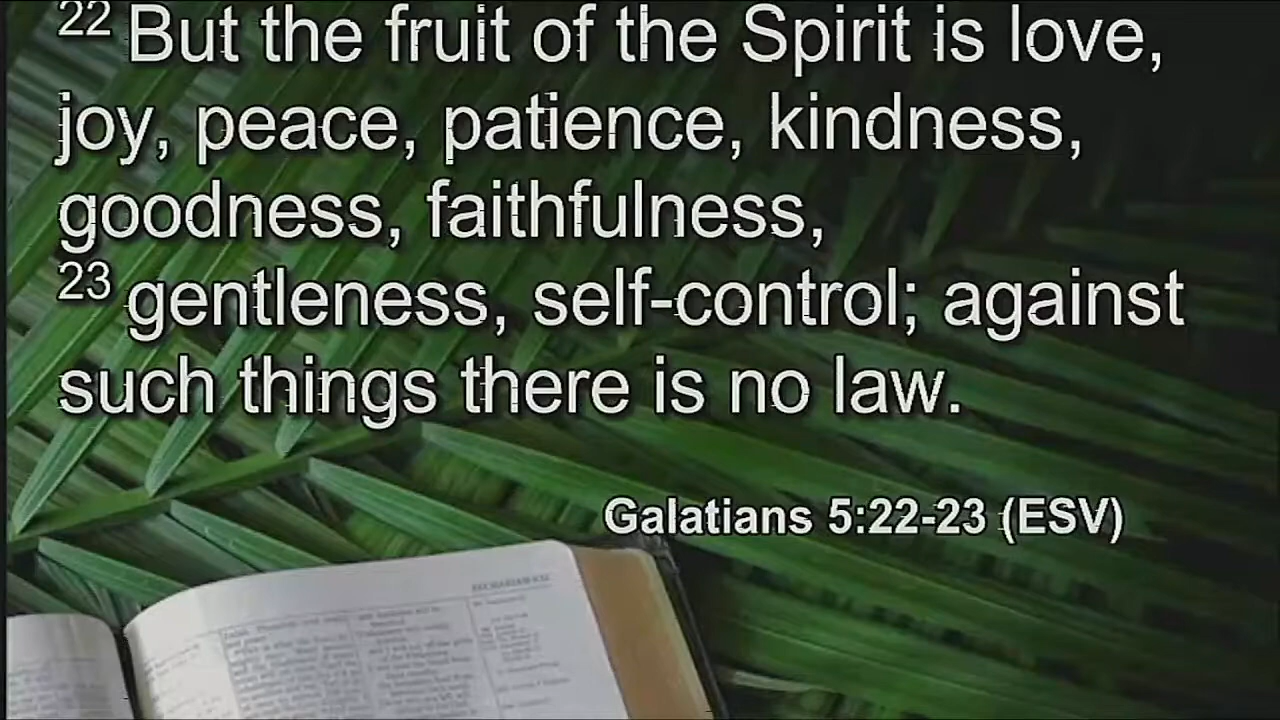 22 But the fruit of the Spirit is love,
joy, peace, patience, kindness,
goodness, faithfulness,
23 gentleness, self-control; against
such things there is no law.
Galatians 5:22-23 (ESV)